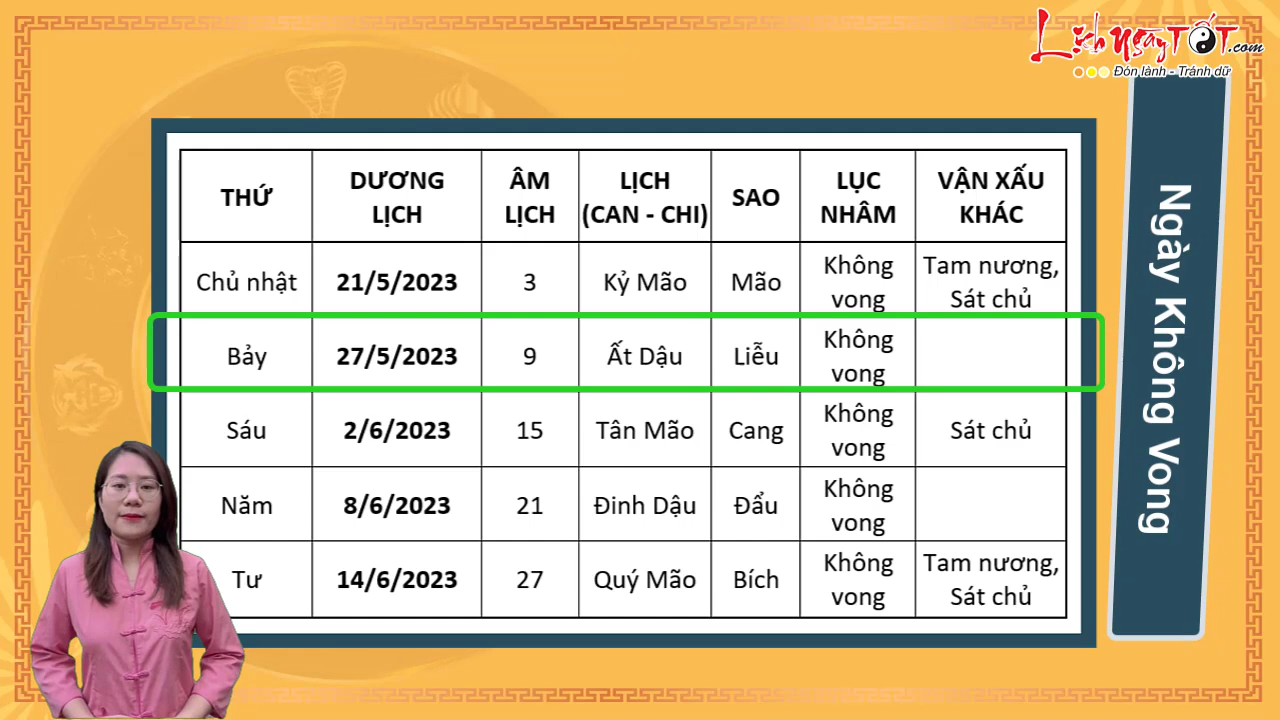 LịchNgàyTỐT.com
Đón lành - Tránh dữ
THỨ
DƯƠNG
LỊCH
ÂM
LỊCH
LỊCH
(CAN - CHI)
SAO
LỤC
NHÂM
VẬN XẤU
KHÁC
Chủ nhật
21/5/2023
3
Kỷ Mão
Mão
Không
vong
Tam nương,
Sát chủ
Bảy
27/5/2023
9
Ất Dậu
Liễu
Không
vong
Sáu
2/6/2023
15
Tân Mão
Cang
Không
vong
Sát chủ
Năm
8/6/2023
21
Đinh Dậu
Đẩu
Không
vong
Tư
14/6/2023
27
Quý Mão
Bích
Không
vong
Tam nương,
Sát chủ
Ngày Không Vong